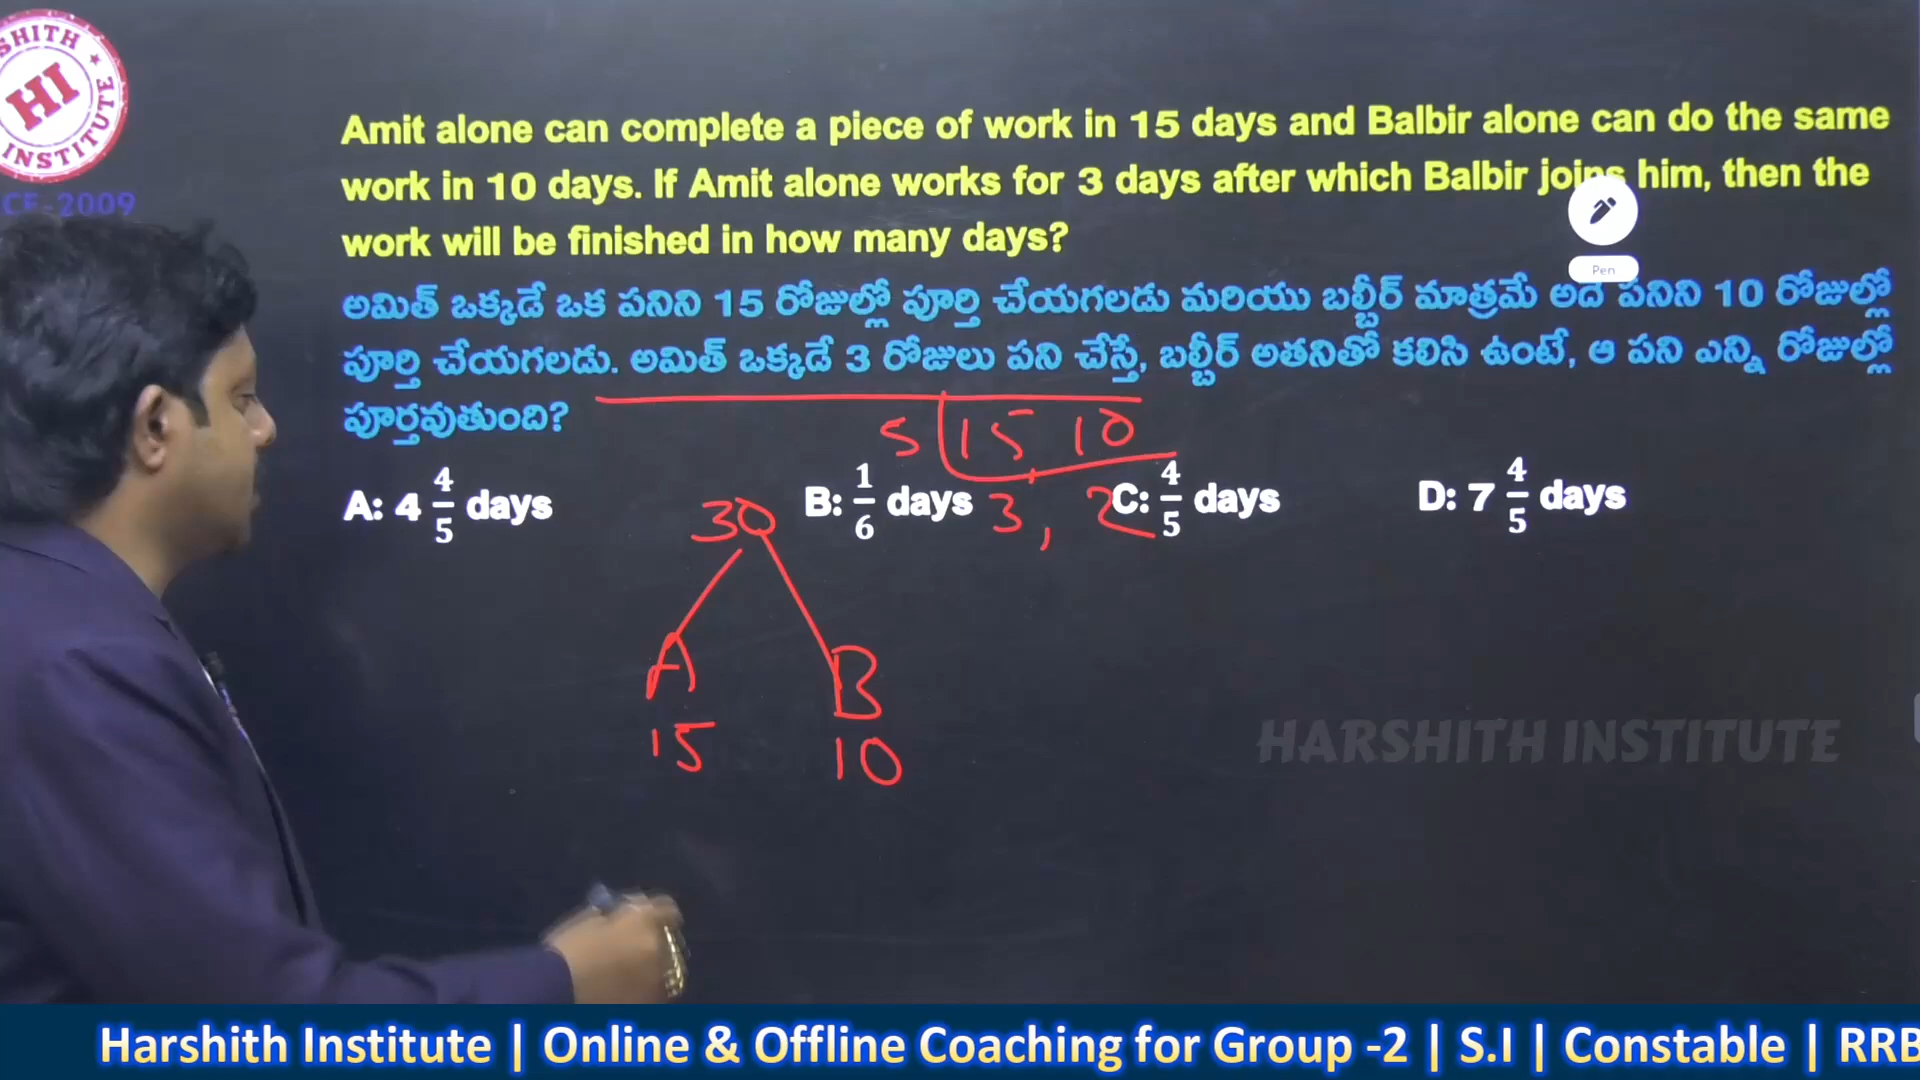 SHITH
HI
INSTITUTE
CE-2009
Amit alone can complete a piece of work in 15 days and Balbir alone can do the same
work in 10 days. If Amit alone works for 3 days after which Balbir joins him, then the
work will be finished in how many days?
Pen
అమిత్ ఒక్కడే ఒక పనిని 15 రోజుల్లో పూర్తి చేయగలడు మరియు బల్బీర్ మాత్రమే అదే పనిని 10 రోజుల్లో
పూర్తి చేయగలడు. అమిత్ ఒక్కడే 3 రోజులు పని చేస్తే, బల్బీర్ అతనితో కలిసి ఉంటే, ఆ పని ఎన్ని రోజుల్లో
పూర్తవుతుంది?
5 15, 10
3, 2
A: 4 4/5 days B: 1/6 days C: 4/5 days D: 7 4/5 days
30
A B
15 10
HARSHITH INSTITUTE
Harshith Institute | Online & Offline Coaching for Group -2 | S.I | Constable | RRB